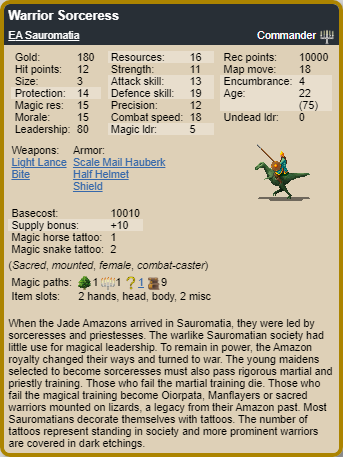 Warrior Sorceress
EA Sauromatia Commander
Gold: 180 Resources: 16 Rec points: 10000
Hit points: 12 Strength: 11 Map move: 18
Size: 3 Attack skill: 13 Encumbrance: 4
Protection: 14 Defence skill: 19 Age: 22
Magic res: 15 Precision: 12 (75)
Morale: 15 Combat speed: 18 Undead ldr: 0
Leadership: 80 Magic ldr: 5
Weapons: Armor:
Light Lance Scale Mail Hauberk
Bite Half Helmet
Shield
Basecost: 10010
Supply bonus: +10
Magic horse tattoo: 1
Magic snake tattoo: 2
(Sacred, mounted, female, combat-caster)
Magic paths: 1 1 ?1 9
Item slots: 2 hands, head, body, 2 misc
When the Jade Amazons arrived in Sauromatia, they were led by
sorceresses and priestesses. The warlike Sauromatian society had
little use for magical leadership. To remain in power, the Amazon
royalty changed their ways and turned to war. The young maidens
selected to become sorceresses must also pass rigorous martial and
priestly training. Those who fail the martial training die. Those who
fail the magical training become Oiorpata, Manflayers or sacred
warriors mounted on lizards, a legacy from their Amazon past. Most
Sauromatians decorate themselves with tattoos. The number of
tattoos represent standing in society and more prominent warriors
are covered in dark etchings.